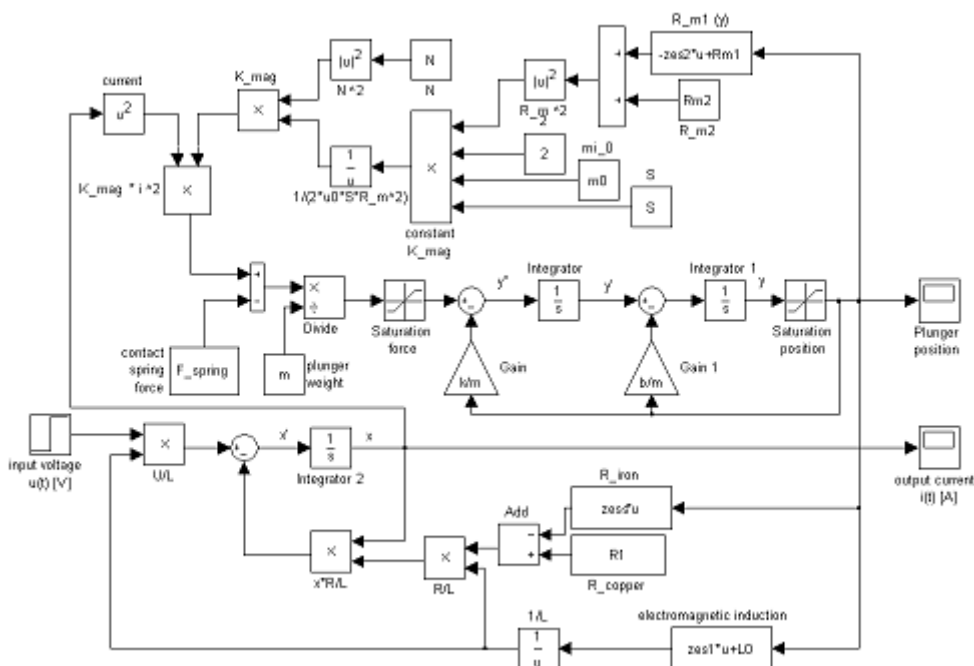 R_m1 (y)
-zes2*u+Rm1
K_mag
|u|²
N^2
N
N
|u|²
R_m ^2
Rm2
R_m2
current
u²
K_mag * i ^2
×
×
1
u
1/(2*u0*S*R_m^2)
×
constant
K_mag
2
2
mi_0
m0
S
S
+
-
×
÷
Divide
Saturation
force
+
-
y"
Integrator
1
s
y'
+
-
Integrator 1
1
s
y
Saturation
position
Plunger
position
contact
spring
force
F_spring
m
plunger
weight
k/m
Gain
b/m
Gain 1
input voltage
u(t) [V]
×
U/L
+
-
x'
1
s
Integrator 2
x
output current
i(t) [A]
R_iron
zes*u
Add
-
+
R1
R_copper
×
x*R/L
×
R/L
1/L
1
u
electromagnetic induction
zes1*u+L0